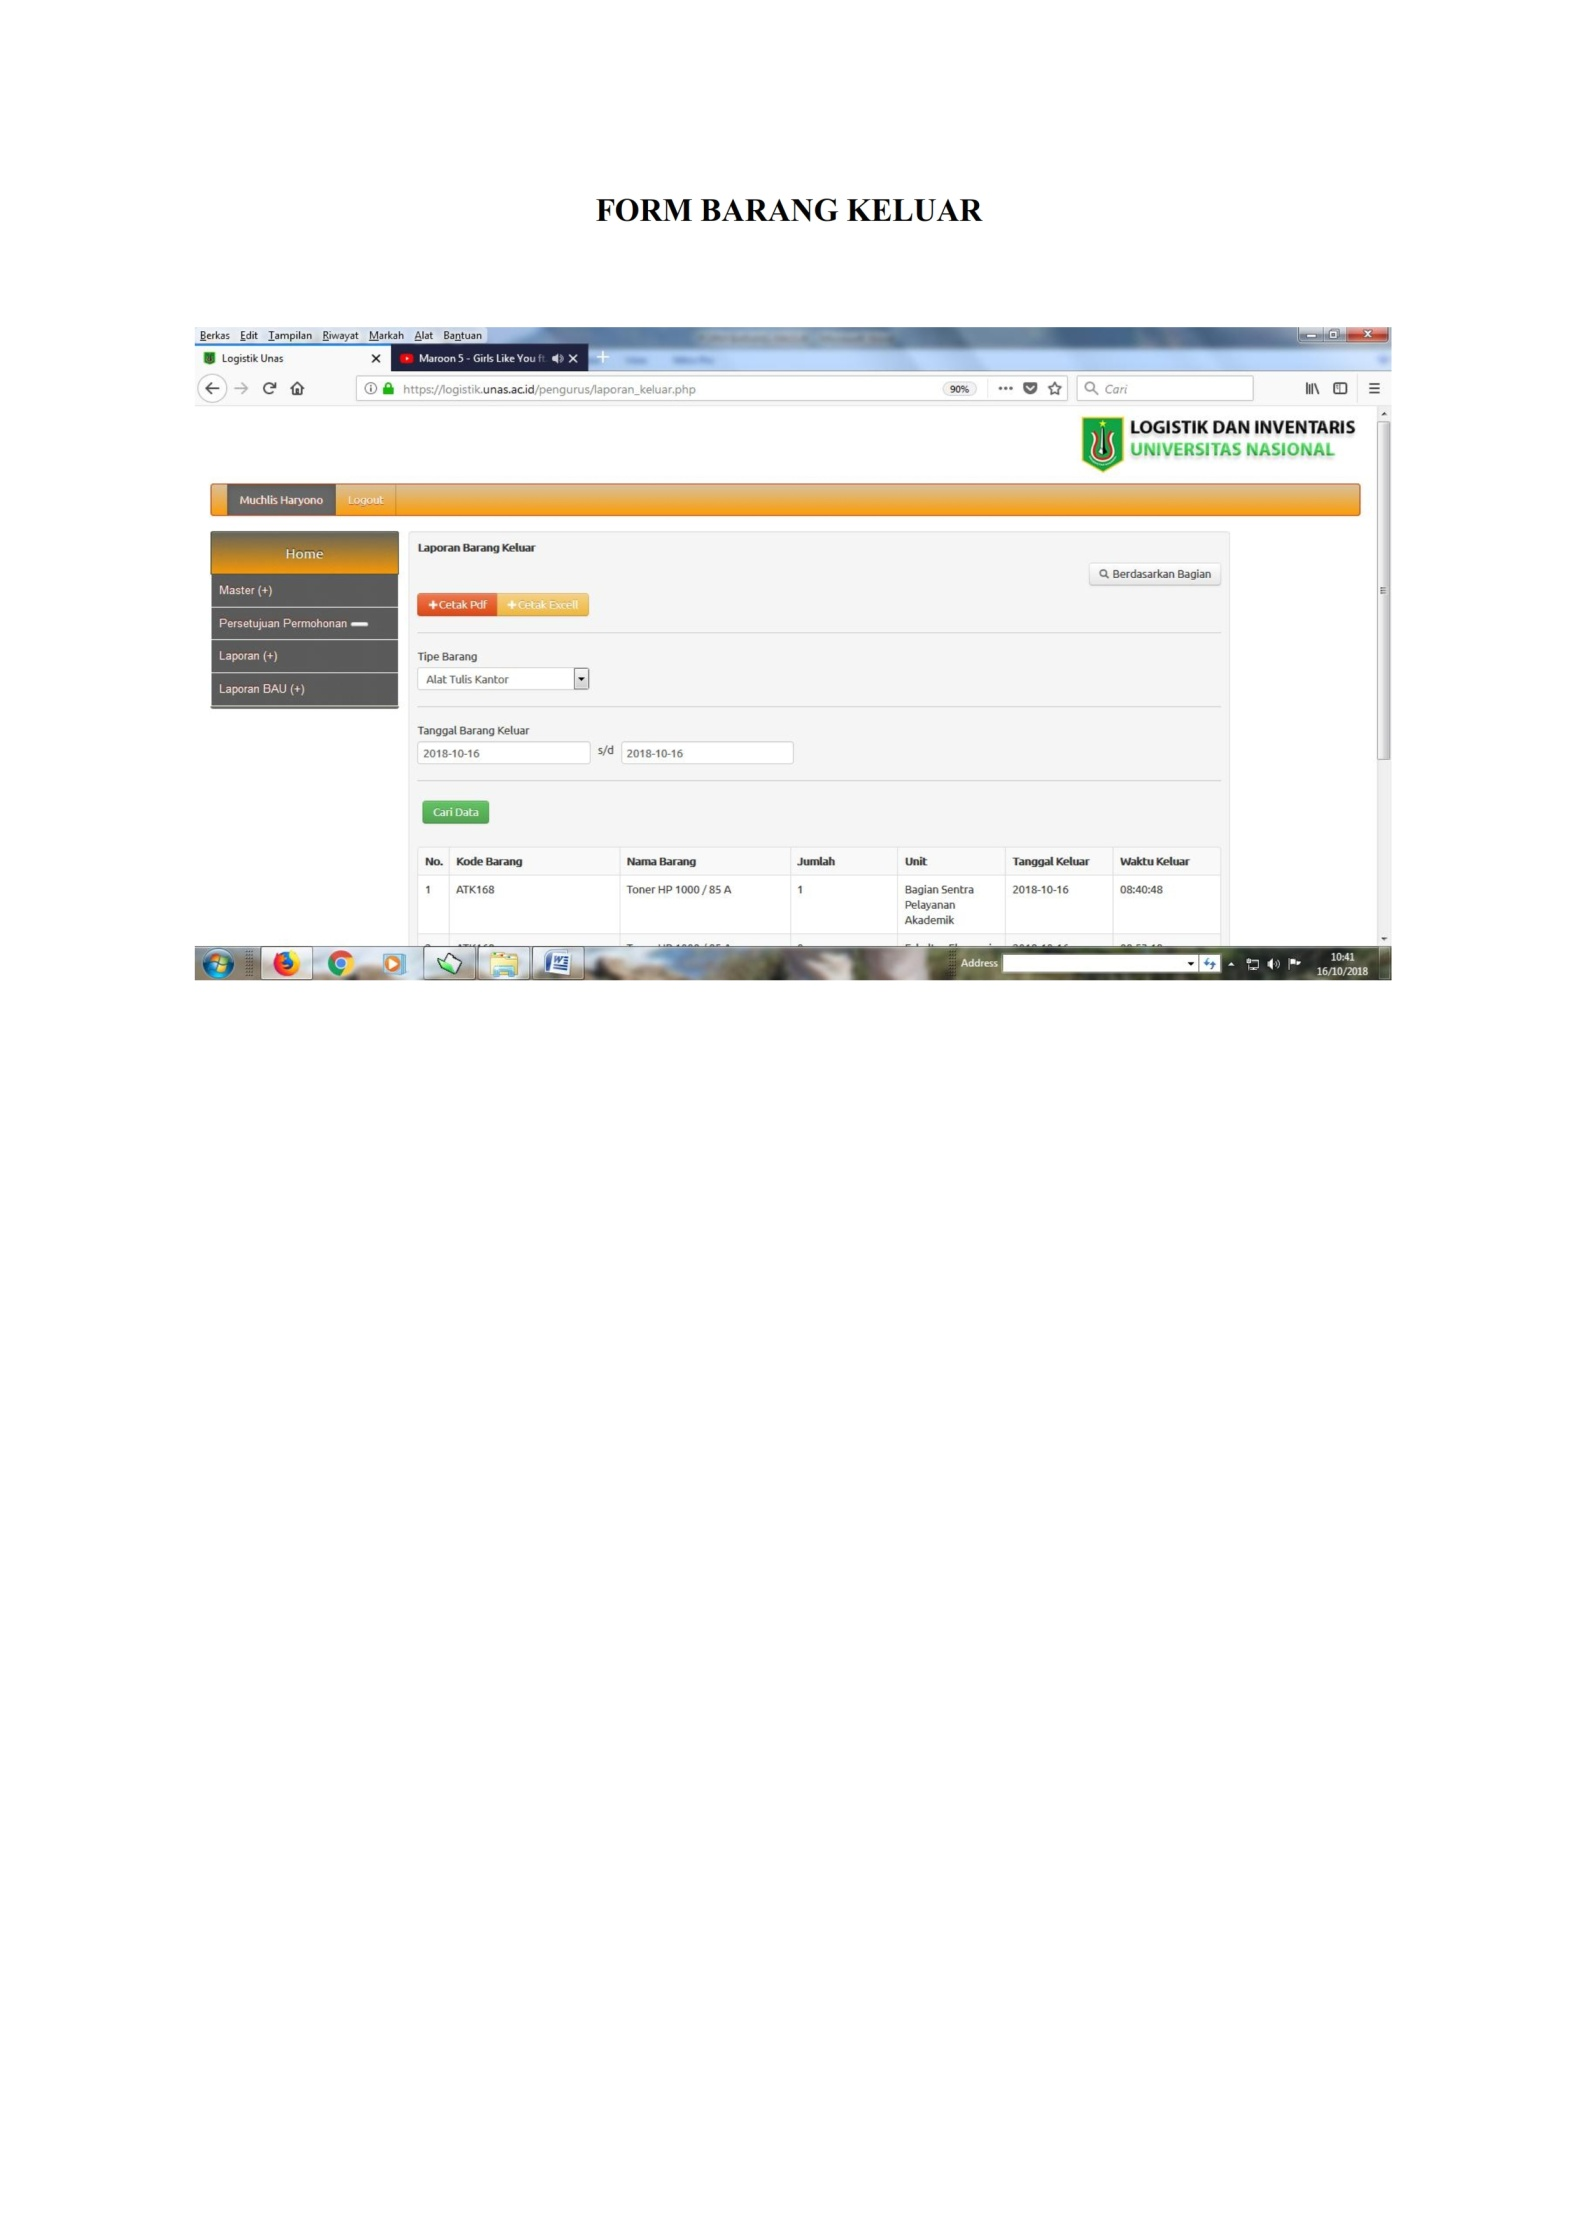 FORM BARANG KELUAR
Berkas Edit Tampilan Riwayat Markah Alat Bantuan
Logistik Unas
Maroon 5 - Girls Like You ft
https://logistik.unas.ac.id/pengurus/laporan_keluar.php
90%
Cari
LOGISTIK DAN INVENTARIS
UNIVERSITAS NASIONAL
Muchlis Haryono Logout
Home
Master (+)
Persetujuan Permohonan
Laporan (+)
Laporan BAU (+)
Laporan Barang Keluar
Berdasarkan Bagian
+Cetak Pdf +Cetak Excell
Tipe Barang
Alat Tulis Kantor
Tanggal Barang Keluar
2018-10-16 s/d 2018-10-16
Cari Data
No. Kode Barang Nama Barang Jumlah Unit Tanggal Keluar Waktu Keluar
1 ATK168 Toner HP 1000 / 85 A 1 Bagian Sentra 2018-10-16 08:40:48
Pelayanan
Akademik
Address
10:41
16/10/2018